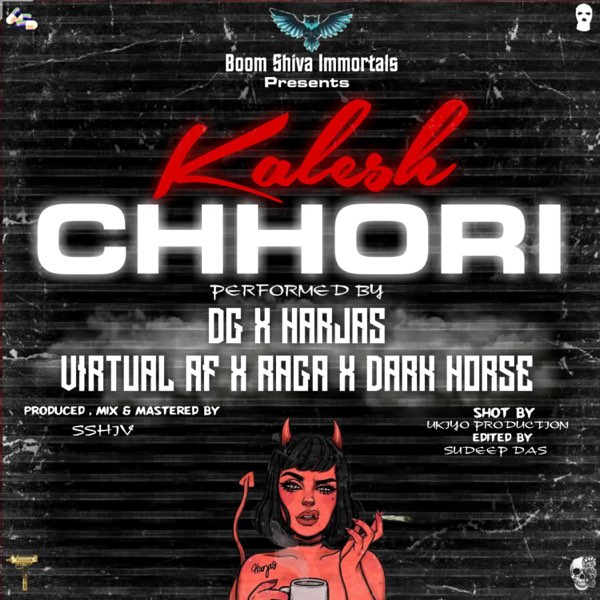 Boom Shiva Immortals
Presents
Kalesh
CHHORI
PERFORMED BY
DG X HARJAS
VIRTUAL AF X RAGA X DARK HORSE
PRODUCED , MIX & MASTERED BY
SSHIV
SHOT BY
UKIYO PRODUCTION
EDITED BY
SUDEEP DAS
Harjas